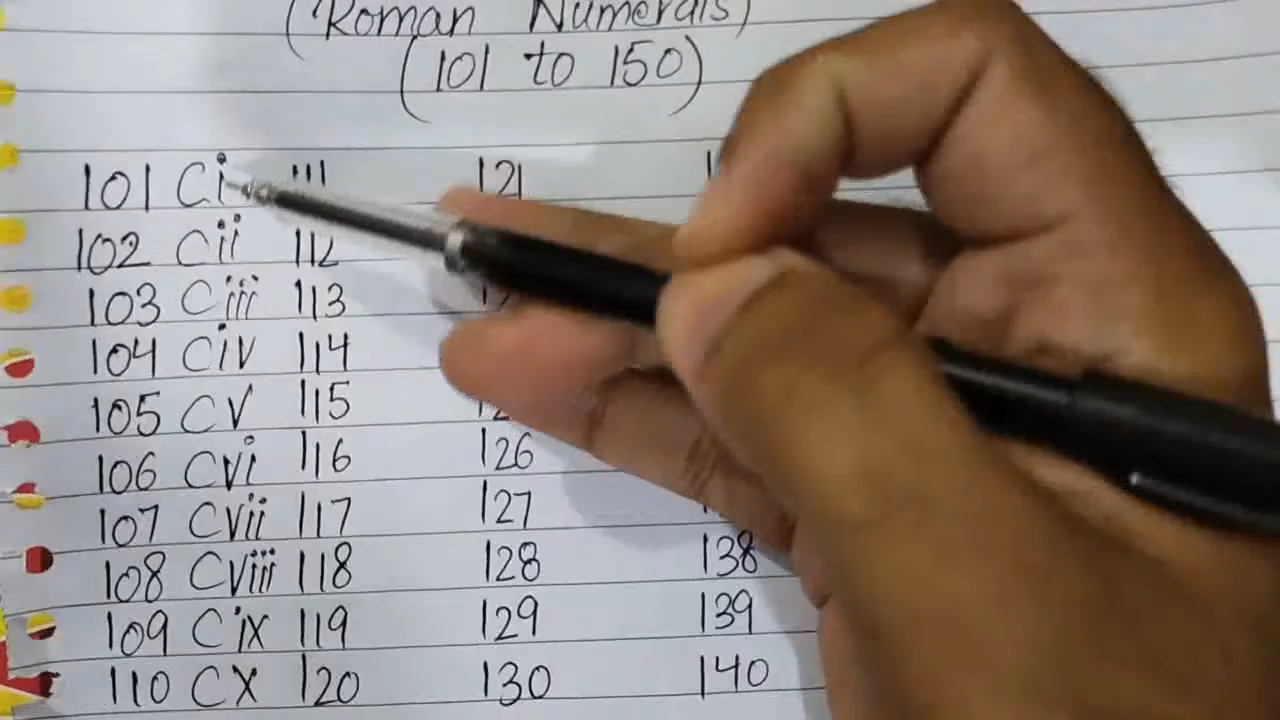 (Roman Numerals)
(101 to 150)
101 Ci 111 121
102 Cii 112
103 Ciii 113
104 Civ 114
105 CV 115
106 CVi 116 126
107 CVii 117 127
108 CViii 118 128 138
109 Cix 119 129 139
110 CX 120 130 140